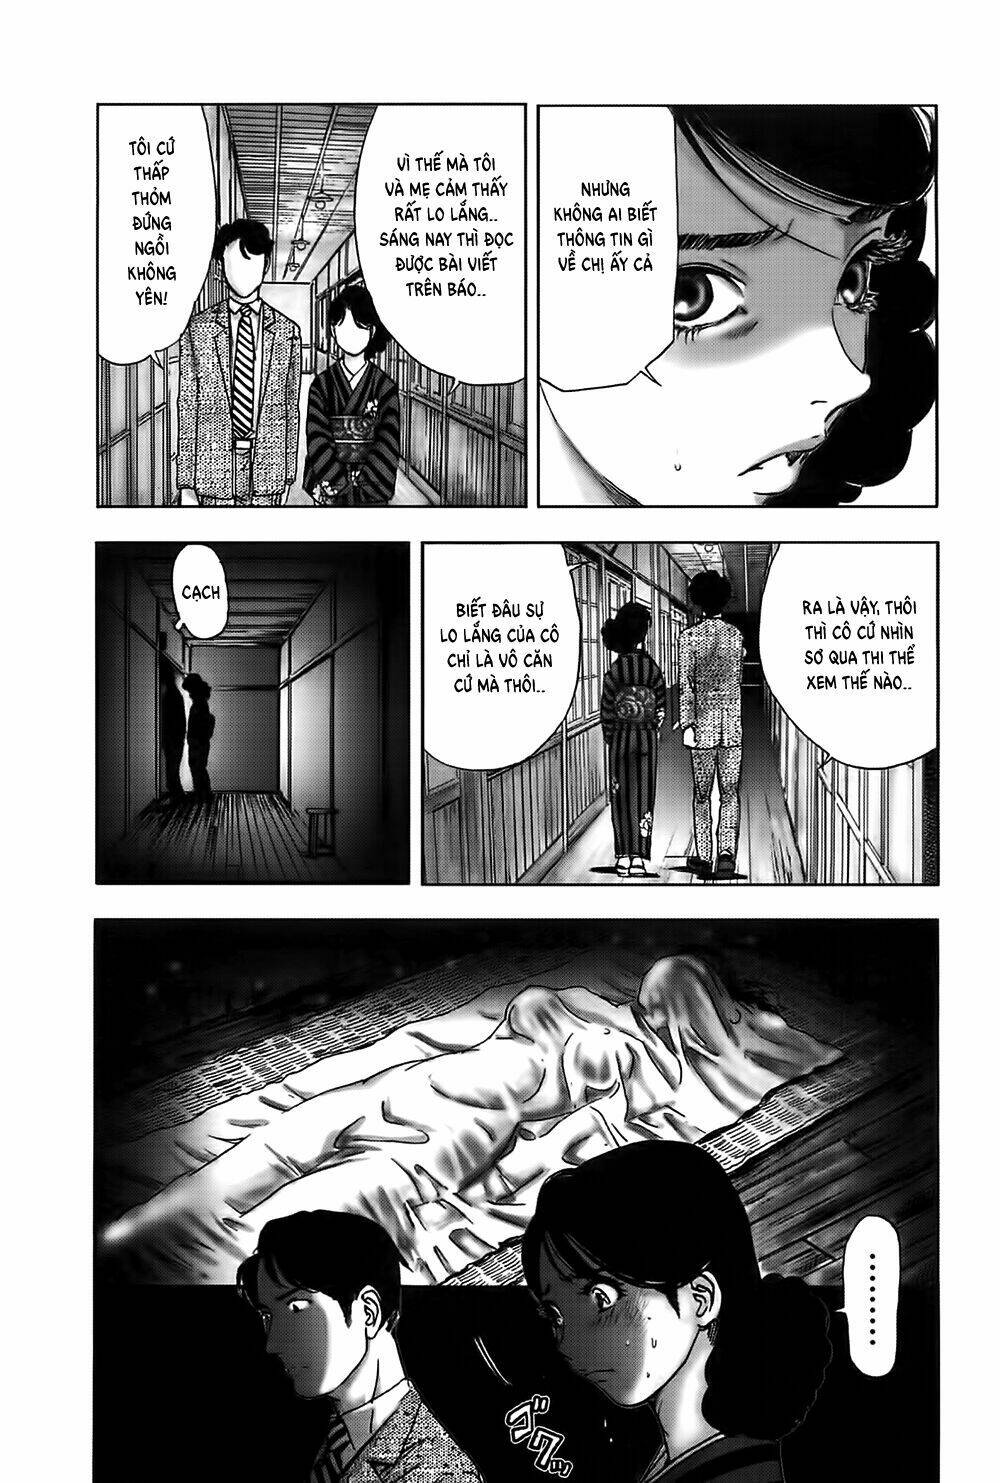 NHƯNG
KHÔNG AI BIẾT
THÔNG TIN GÌ
VỀ CHỊ ẤY CẢ
VÌ THẾ MÀ TÔI
VÀ MẸ CẢM THẤY
RẤT LO LẮNG..
SÁNG NAY THÌ ĐỌC
ĐƯỢC BÀI VIẾT
TRÊN BÁO..
TÔI CỨ
THẤP
THỎM
ĐỨNG
NGỒI
KHÔNG
YÊN!
RA LÀ VẬY, THÔI
THÌ CÔ CỨ NHÌN
SƠ QUA THI THỂ
XEM THẾ NÀO..
BIẾT ĐÂU SỰ
LO LẮNG CỦA CÔ
CHỈ LÀ VÔ CĂN
CỨ MÀ THÔI..
CẠCH
.........
ゾクッ